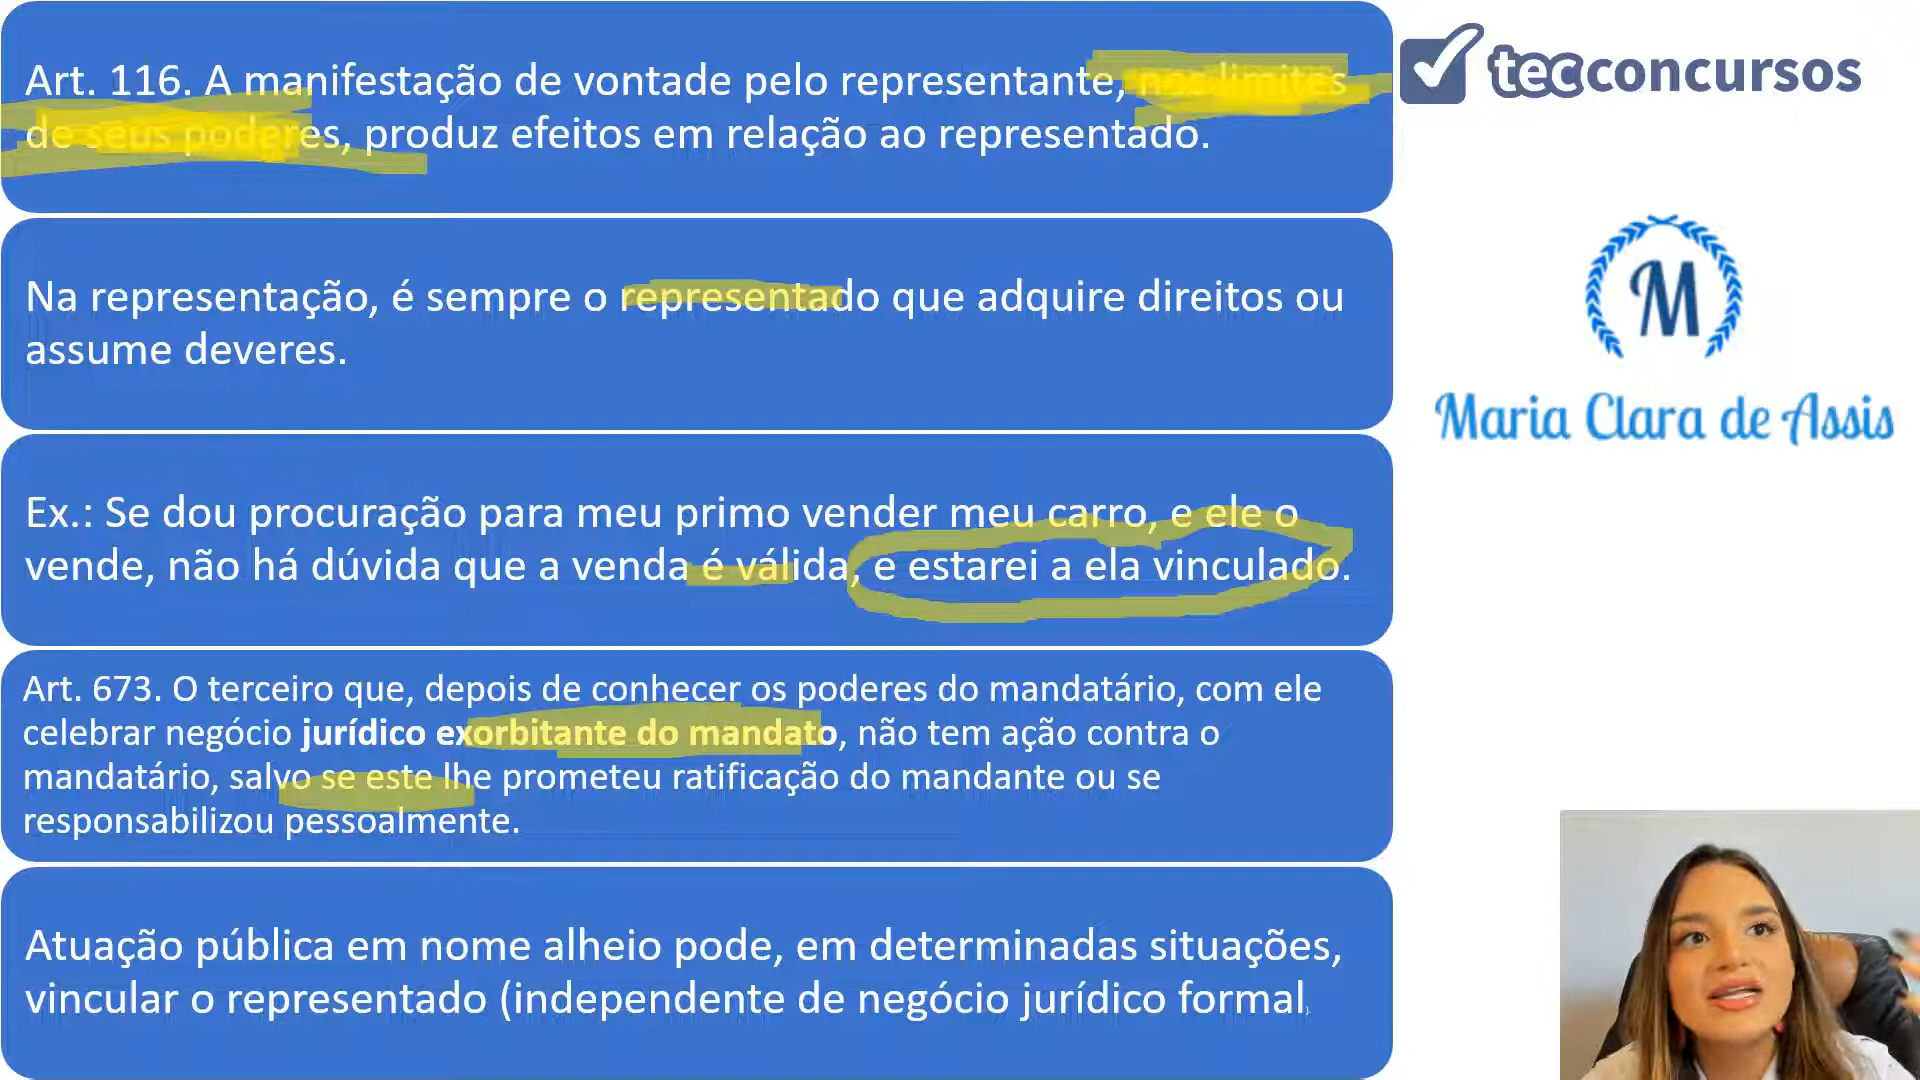 Art. 116. A manifestação de vontade pelo representante, nos limites
de seus poderes, produz efeitos em relação ao representado.
Na representação, é sempre o representado que adquire direitos ou
assume deveres.
Ex.: Se dou procuração para meu primo vender meu carro, e ele o
vende, não há dúvida que a venda é válida, e estarei a ela vinculado.
Art. 673. O terceiro que, depois de conhecer os poderes do mandatário, com ele
celebrar negócio jurídico exorbitante do mandato, não tem ação contra o
mandatário, salvo se este lhe prometeu ratificação do mandante ou se
responsabilizou pessoalmente.
Atuação pública em nome alheio pode, em determinadas situações,
vincular o representado (independente de negócio jurídico formal)
tecconcursos
M
Maria Clara de Assis